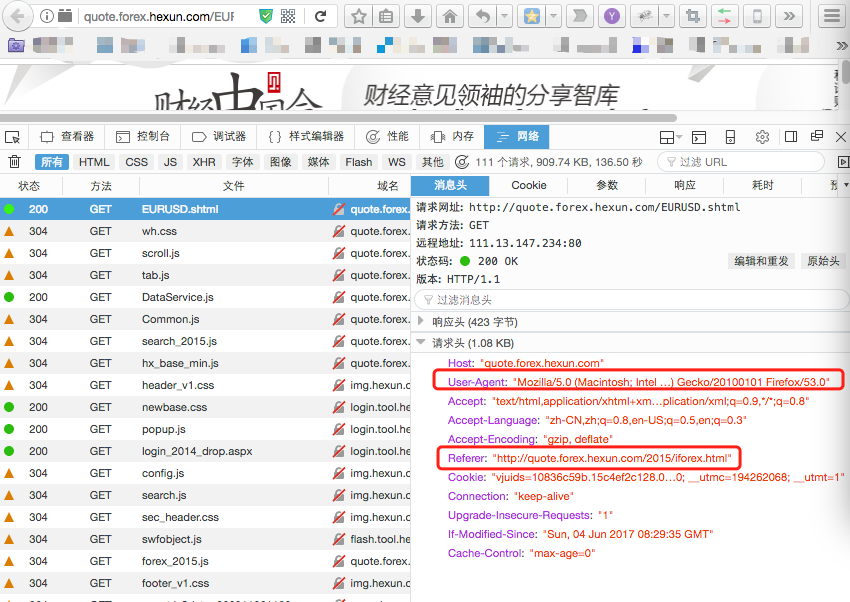 quote.forex.hexun.com/EUF
财经中国会
财经意见领袖的分享智库
查看器 控制台 调试器 样式编辑器 性能 内存 网络
所有 HTML CSS JS XHR 字体 图像 媒体 Flash WS 其他 111 个请求, 909.74 KB, 136.50 秒 过滤 URL
状态 方法 文件 域名 消息头 Cookie 参数 响应 耗时
200 GET EURUSD.shtml quote.forex.
304 GET wh.css quote.forex.
304 GET scroll.js quote.forex.
304 GET tab.js quote.forex.
200 GET DataService.js quote.forex.
304 GET Common.js quote.forex.
304 GET search_2015.js quote.forex.
304 GET hx_base_min.js quote.forex.
304 GET header_v1.css img.hexun.c
200 GET newbase.css login.tool.he
200 GET popup.js login.tool.he
200 GET login_2014_drop.aspx login.tool.he
304 GET config.js img.hexun.c
304 GET search.js img.hexun.c
304 GET sec_header.css img.hexun.c
304 GET swfobject.js flash.tool.he
304 GET forex_2015.js quote.forex.
304 GET footer_v1.css img.hexun.c
请求网址: http://quote.forex.hexun.com/EURUSD.shtml
请求方法: GET
远程地址: 111.13.147.234:80
状态码: 200 OK 编辑和重发 原始头
版本: HTTP/1.1
过滤消息头
响应头 (423 字节)
请求头 (1.08 KB)
Host: "quote.forex.hexun.com"
User-Agent: "Mozilla/5.0 (Macintosh; Intel ...) Gecko/20100101 Firefox/53.0"
Accept: "text/html,application/xhtml+xm...plication/xml;q=0.9,*/*;q=0.8"
Accept-Language: "zh-CN,zh;q=0.8,en-US;q=0.5,en;q=0.3"
Accept-Encoding: "gzip, deflate"
Referer: "http://quote.forex.hexun.com/2015/iforex.html"
Cookie: "vjuids=10836c59b.15c4ef2c128.0...0; __utmc=194262068; __utmt=1"
Connection: "keep-alive"
Upgrade-Insecure-Requests: "1"
If-Modified-Since: "Sun, 04 Jun 2017 08:29:35 GMT"
Cache-Control: "max-age=0"